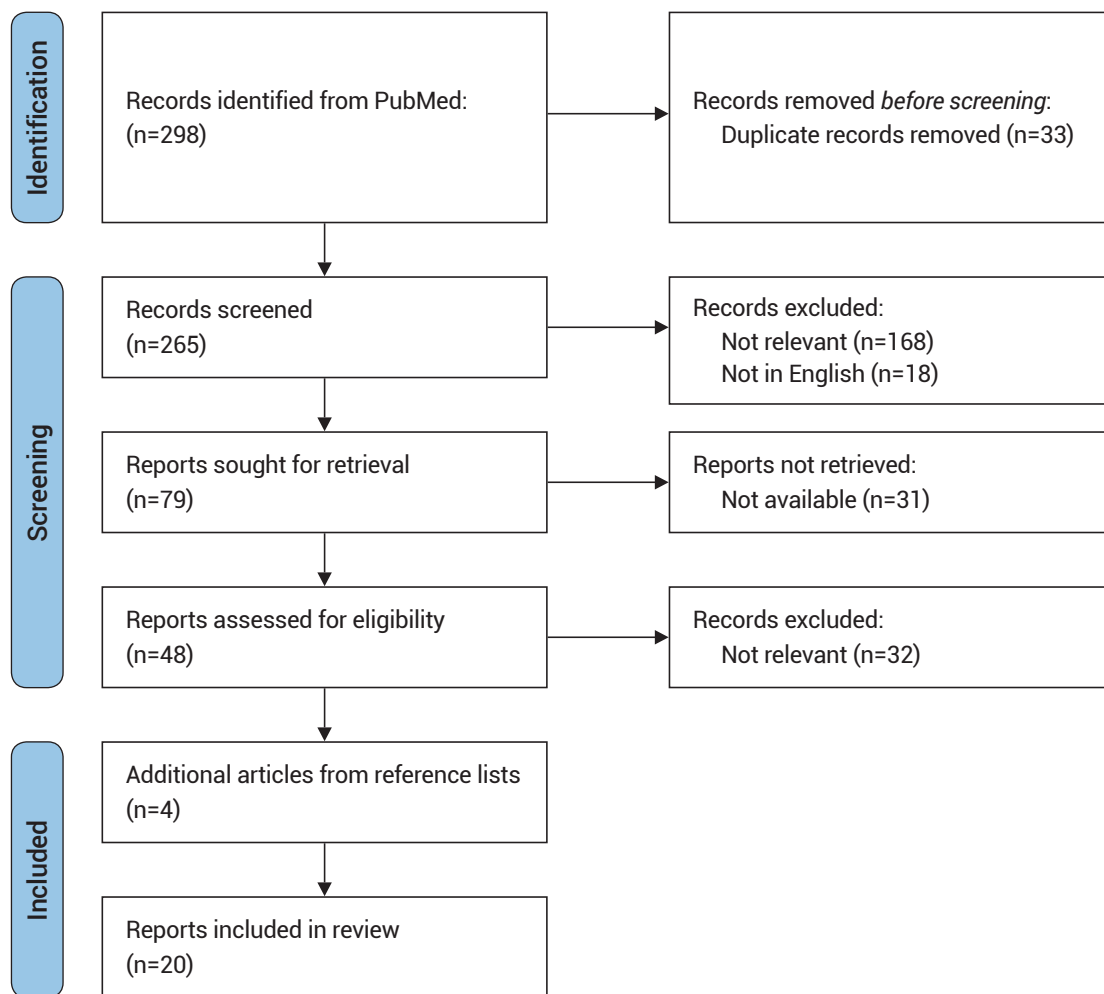 Identification
Records identified from PubMed:
(n=298)
Records removed before screening:
Duplicate records removed (n=33)
Screening
Records screened
(n=265)
Records excluded:
Not relevant (n=168)
Not in English (n=18)
Reports sought for retrieval
(n=79)
Reports not retrieved:
Not available (n=31)
Reports assessed for eligibility
(n=48)
Records excluded:
Not relevant (n=32)
Included
Additional articles from reference lists
(n=4)
Reports included in review
(n=20)